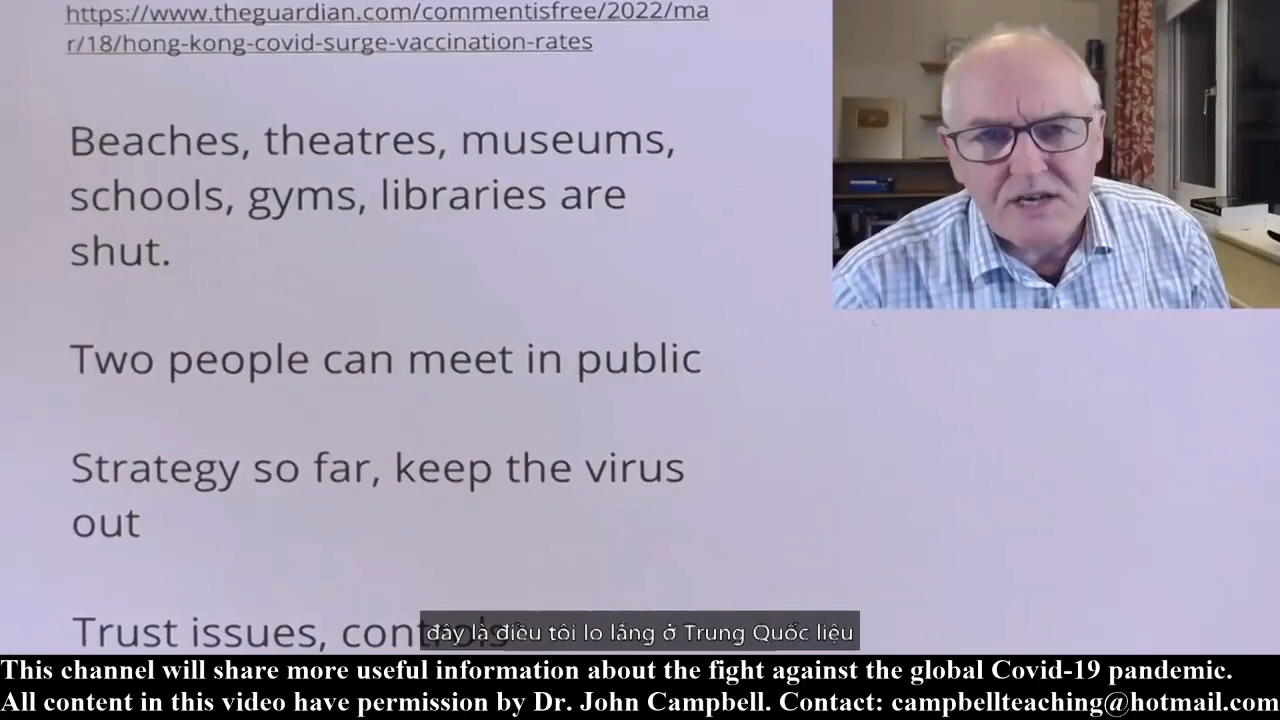 https://www.theguardian.com/commentisfree/2022/ma
r/18/hong-kong-covid-surge-vaccination-rates
Beaches, theatres, museums,
schools, gyms, libraries are
shut.
Two people can meet in public
Strategy so far, keep the virus
out
Trust issues, controls
đây là điều tôi lo lắng ở Trung Quốc liệu
This channel will share more useful information about the fight against the global Covid-19 pandemic.
All content in this video have permission by Dr. John Campbell. Contact: campbellteaching@hotmail.com